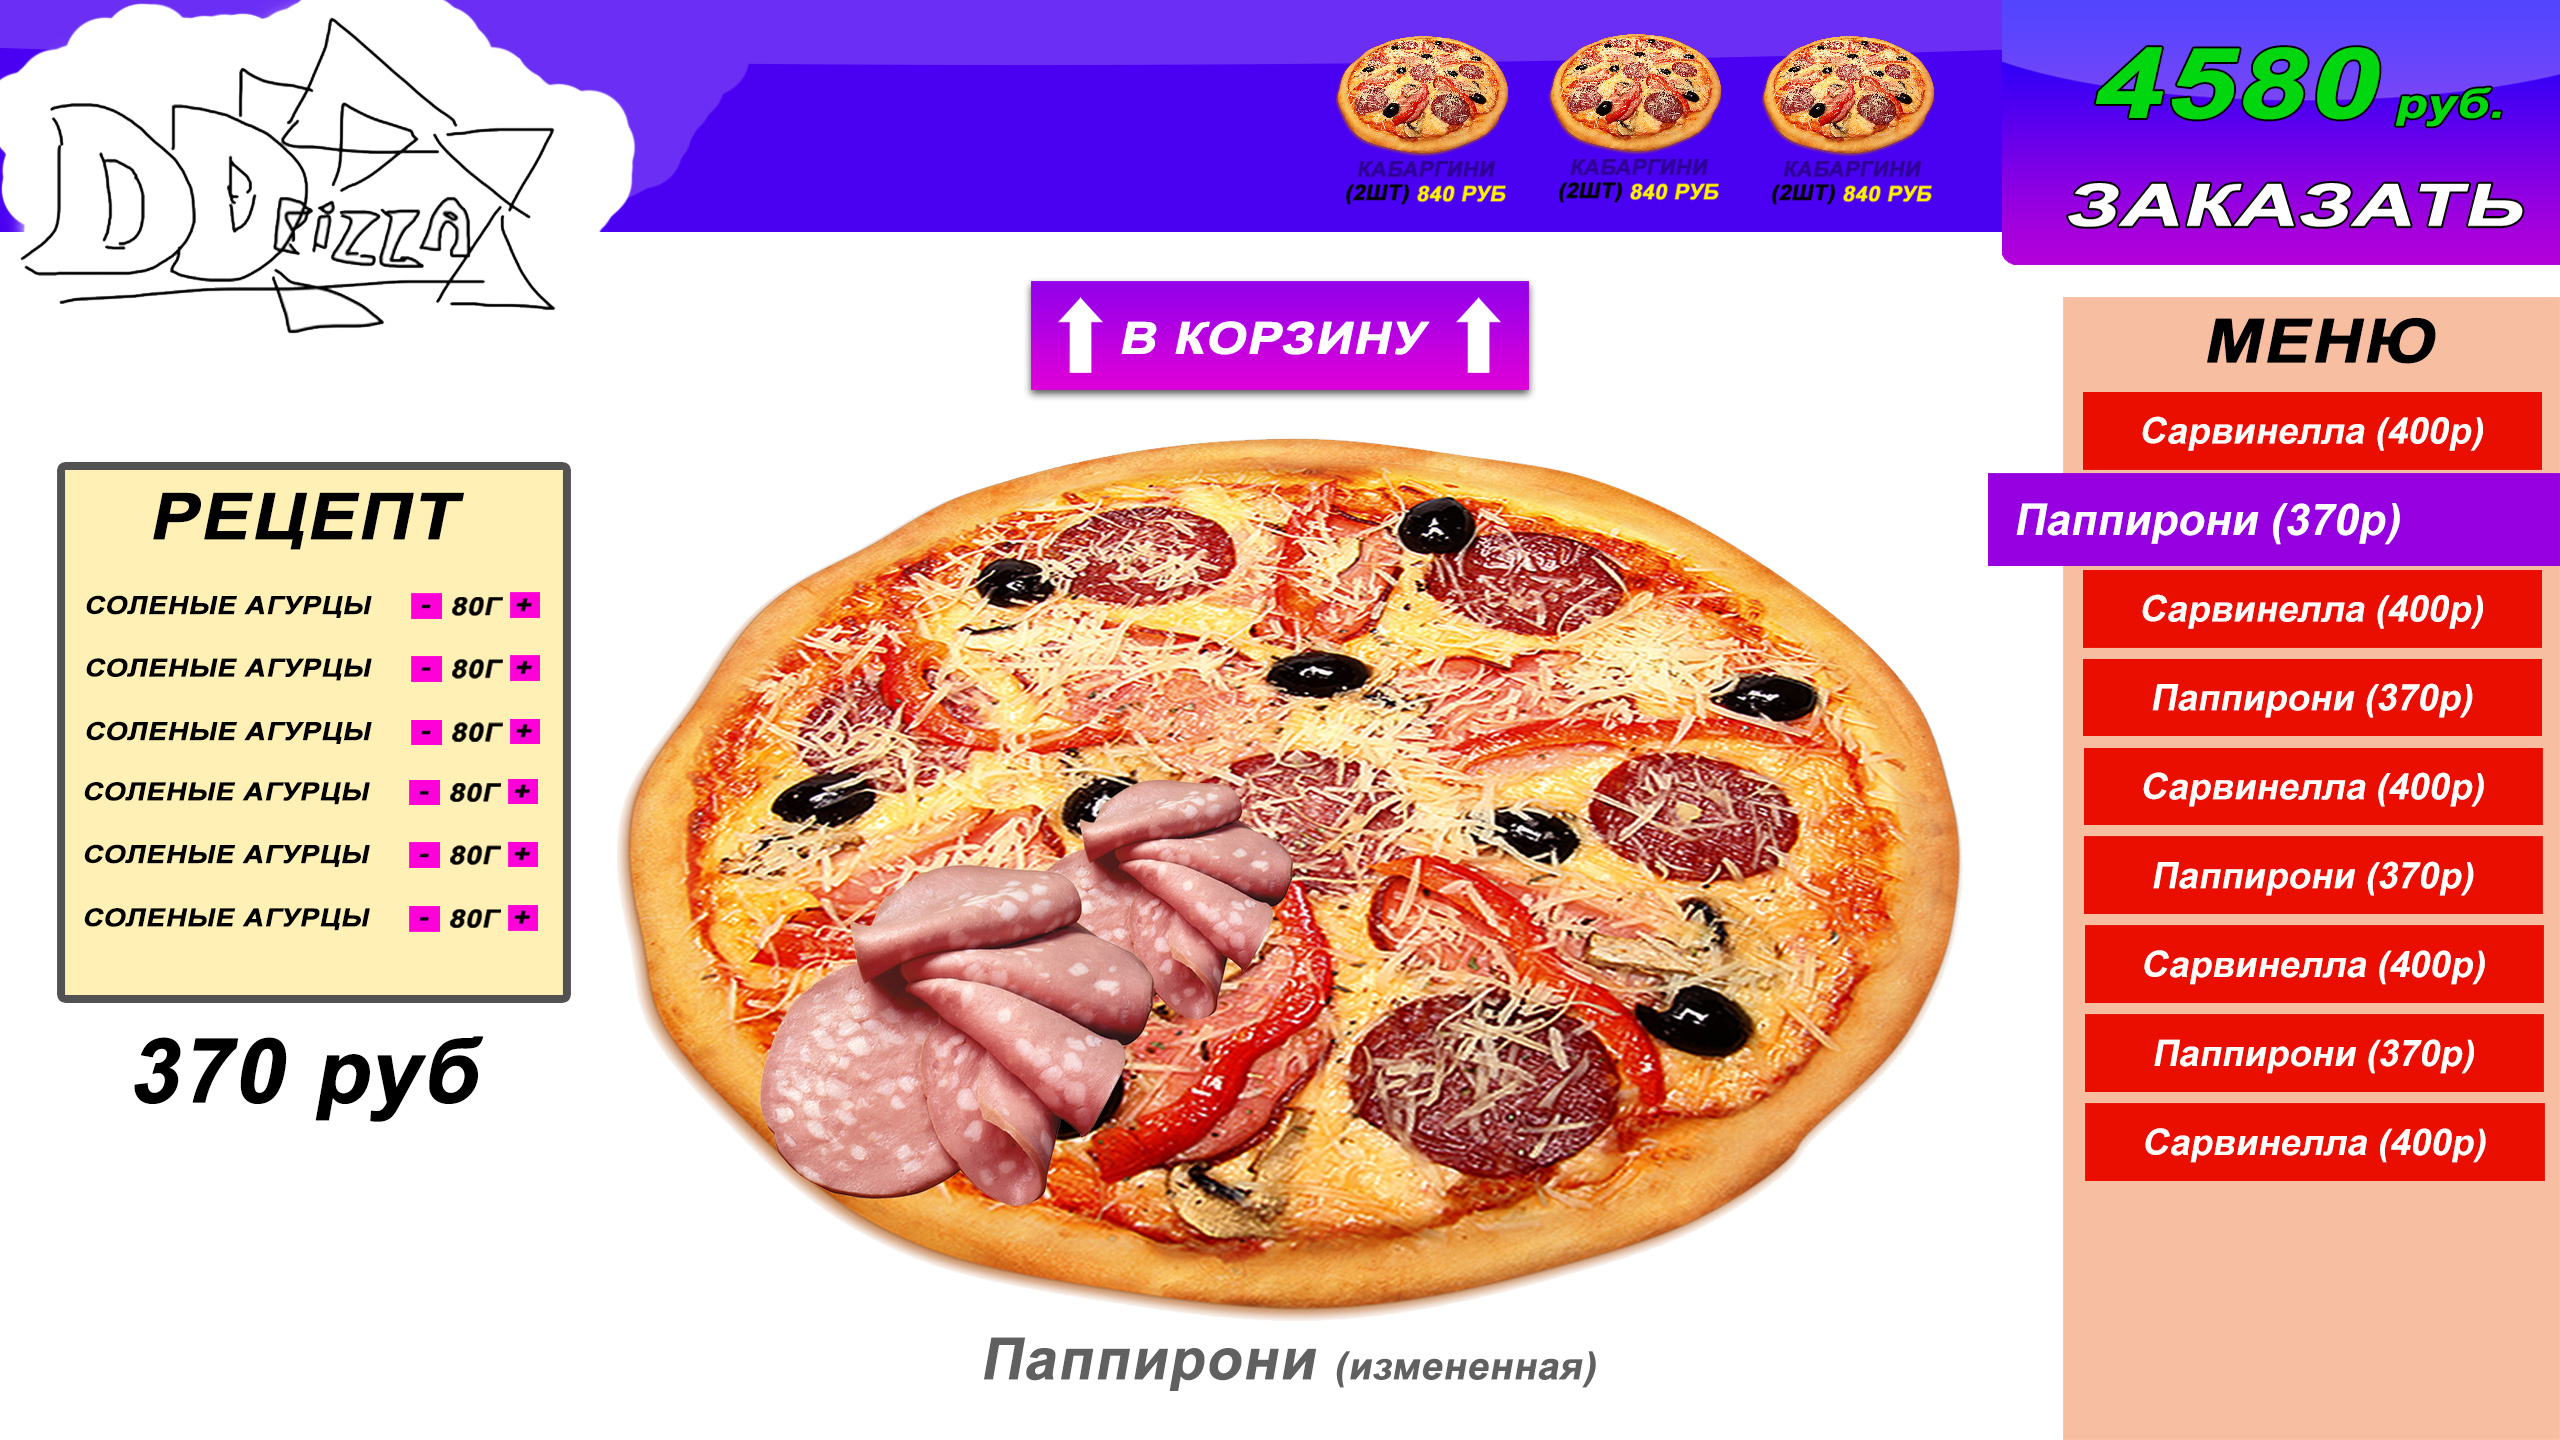 DD PIZZA
КАБАРГИНИ
(2ШТ) 840 РУБ
КАБАРГИНИ
(2ШТ) 840 РУБ
КАБАРГИНИ
(2ШТ) 840 РУБ
4580 руб.
ЗАКАЗАТЬ
В КОРЗИНУ
РЕЦЕПТ
СОЛЕНЫЕ АГУРЦЫ - 80Г +
СОЛЕНЫЕ АГУРЦЫ - 80Г +
СОЛЕНЫЕ АГУРЦЫ - 80Г +
СОЛЕНЫЕ АГУРЦЫ - 80Г +
СОЛЕНЫЕ АГУРЦЫ - 80Г +
СОЛЕНЫЕ АГУРЦЫ - 80Г +
370 руб
Паппирони (измененная)
МЕНЮ
Сарвинелла (400р)
Паппирони (370р)
Сарвинелла (400р)
Паппирони (370р)
Сарвинелла (400р)
Паппирони (370р)
Сарвинелла (400р)
Паппирони (370р)
Сарвинелла (400р)